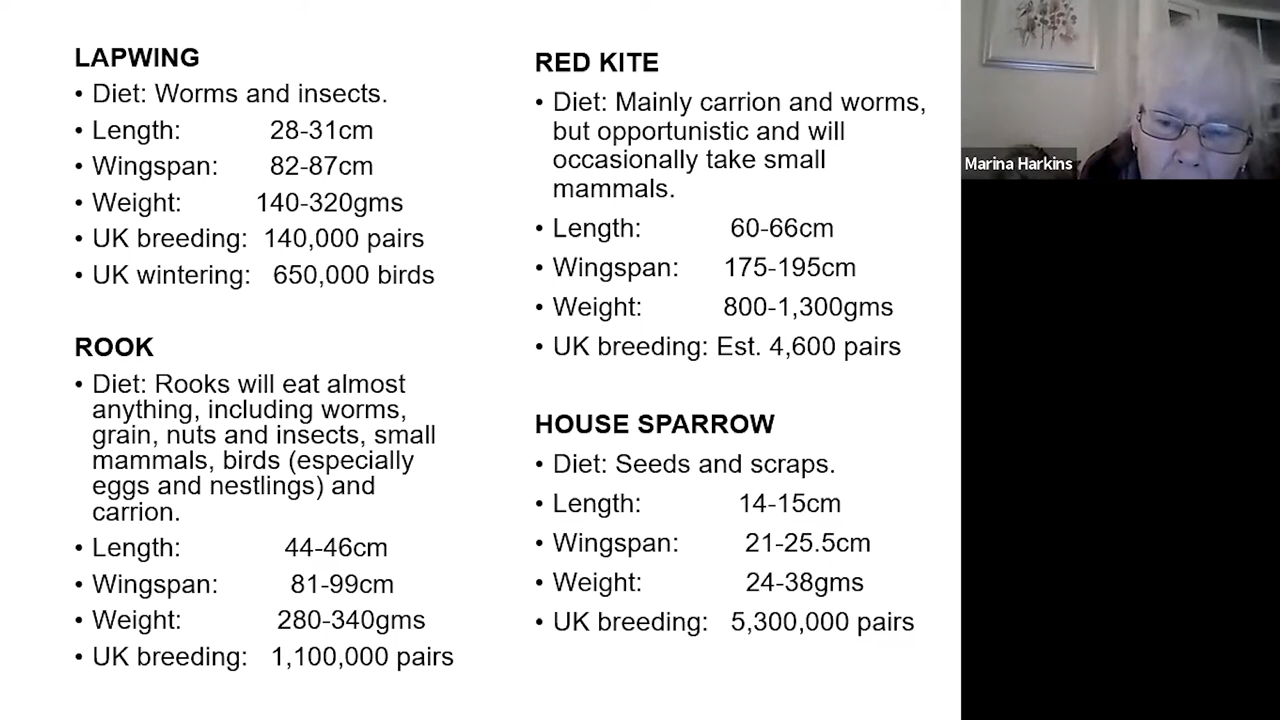 LAPWING
• Diet: Worms and insects.
• Length: 28-31cm
• Wingspan: 82-87cm
• Weight: 140-320gms
• UK breeding: 140,000 pairs
• UK wintering: 650,000 birds
ROOK
• Diet: Rooks will eat almost
anything, including worms,
grain, nuts and insects, small
mammals, birds (especially
eggs and nestlings) and
carrion.
• Length: 44-46cm
• Wingspan: 81-99cm
• Weight: 280-340gms
• UK breeding: 1,100,000 pairs
RED KITE
• Diet: Mainly carrion and worms,
but opportunistic and will
occasionally take small
mammals.
• Length: 60-66cm
• Wingspan: 175-195cm
• Weight: 800-1,300gms
• UK breeding: Est. 4,600 pairs
HOUSE SPARROW
• Diet: Seeds and scraps.
• Length: 14-15cm
• Wingspan: 21-25.5cm
• Weight: 24-38gms
• UK breeding: 5,300,000 pairs
Marina Harkins